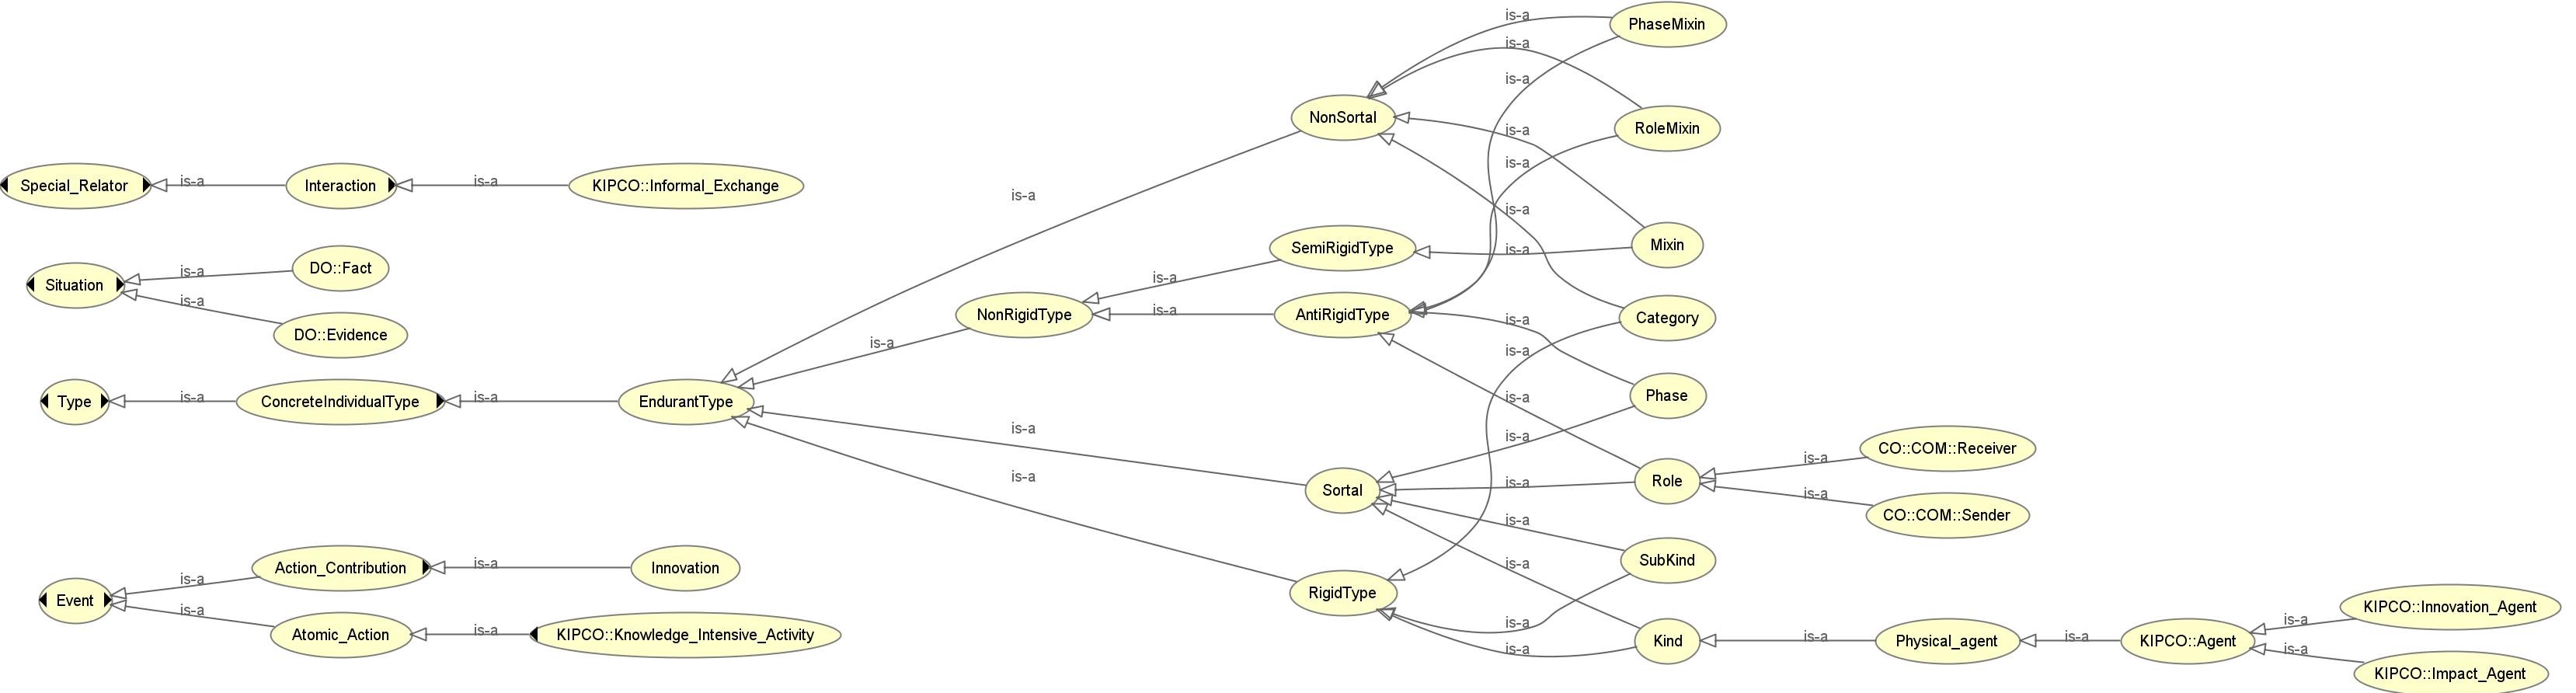 is-a
PhaseMixin
is-a
is-a
NonSortal
is-a
RoleMixin
is-a
Special_Relator
is-a
Interaction
is-a
KIPCO::Informal_Exchange
is-a
is-a
SemiRigidType
is-a
Mixin
Situation
is-a
DO::Fact
is-a
is-a
DO::Evidence
NonRigidType
is-a
AntiRigidType
is-a
Category
is-a
is-a
Type
is-a
ConcreteIndividualType
is-a
EndurantType
is-a
Phase
is-a
is-a
is-a
Sortal
is-a
Role
is-a
CO::COM::Receiver
is-a
CO::COM::Sender
is-a
is-a
SubKind
Event
is-a
Action_Contribution
is-a
Innovation
is-a
Atomic_Action
is-a
KIPCO::Knowledge_Intensive_Activity
RigidType
is-a
is-a
Kind
is-a
Physical_agent
is-a
KIPCO::Agent
is-a
KIPCO::Innovation_Agent
is-a
KIPCO::Impact_Agent